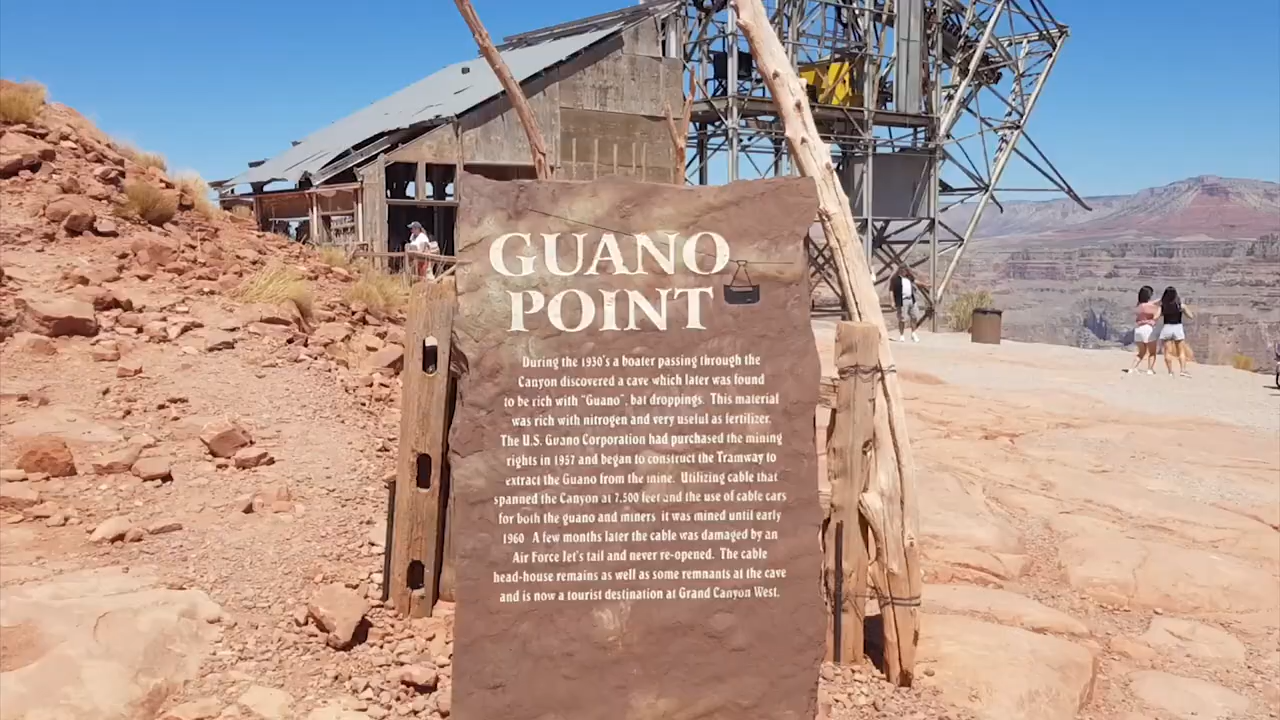 GUANO
POINT
During the 1930's a boater passing through the
Canyon discovered a cave which later was found
to be rich with "Guano", bat droppings. This material
was rich with nitrogen and very useful as fertilizer.
The U.S. Guano Corporation had purchased the mining
rights in 1957 and began to construct the Tramway to
extract the Guano from the mine. Utilizing cable that
spanned the Canyon at 7,500 feet and the use of cable cars
for both the guano and miners it was mined until early
1960 A few months later the cable was damaged by an
Air Force Jet's tail and never re-opened. The cable
head-house remains as well as some remnants at the cave
and is now a tourist destination at Grand Canyon West.